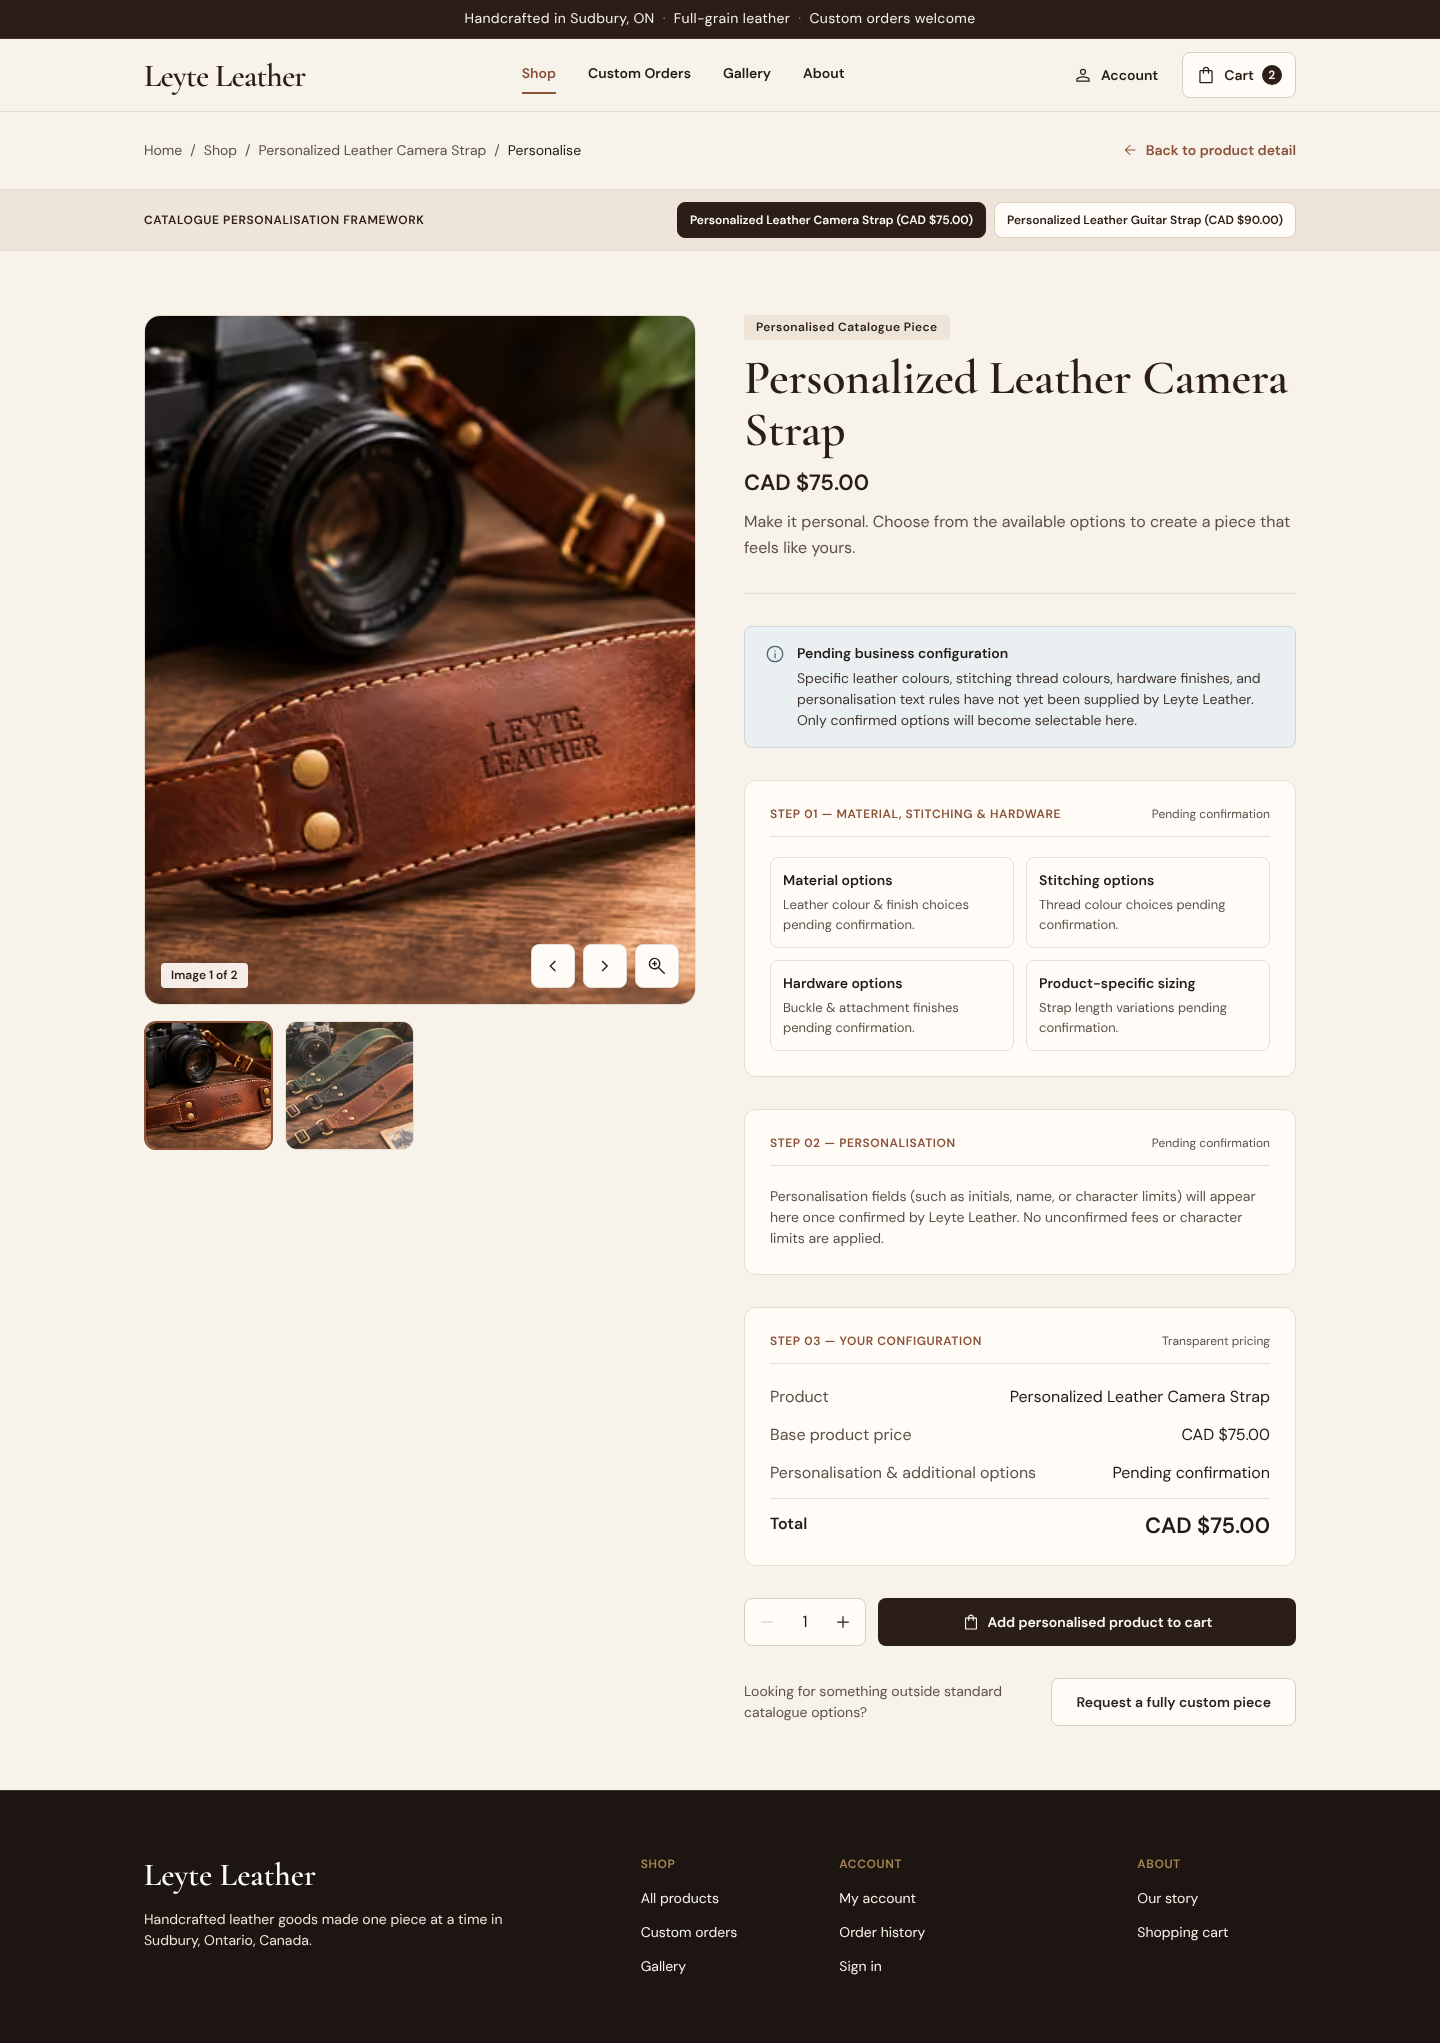 Handcrafted in Sudbury, ON · Full-grain leather · Custom orders welcome
Leyte Leather
Shop
Custom Orders
Gallery
About
Account
Cart 2
Home / Shop / Personalized Leather Camera Strap / Personalise
← Back to product detail
CATALOGUE PERSONALISATION FRAMEWORK
Personalized Leather Camera Strap (CAD $75.00)
Personalized Leather Guitar Strap (CAD $90.00)
LEYTE
LEATHER
Image 1 of 2
Personalised Catalogue Piece
Personalized Leather Camera
Strap
CAD $75.00
Make it personal. Choose from the available options to create a piece that
feels like yours.
Pending business configuration
Specific leather colours, stitching thread colours, hardware finishes, and
personalisation text rules have not yet been supplied by Leyte Leather.
Only confirmed options will become selectable here.
STEP 01 — MATERIAL, STITCHING & HARDWARE
Pending confirmation
Material options
Leather colour & finish choices
pending confirmation.
Stitching options
Thread colour choices pending
confirmation.
Hardware options
Buckle & attachment finishes
pending confirmation.
Product-specific sizing
Strap length variations pending
confirmation.
STEP 02 — PERSONALISATION
Pending confirmation
Personalisation fields (such as initials, name, or character limits) will appear
here once confirmed by Leyte Leather. No unconfirmed fees or character
limits are applied.
STEP 03 — YOUR CONFIGURATION
Transparent pricing
Product
Personalized Leather Camera Strap
Base product price
CAD $75.00
Personalisation & additional options
Pending confirmation
Total
CAD $75.00
1
Add personalised product to cart
Looking for something outside standard
catalogue options?
Request a fully custom piece
Leyte Leather
Handcrafted leather goods made one piece at a time in
Sudbury, Ontario, Canada.
SHOP
All products
Custom orders
Gallery
ACCOUNT
My account
Order history
Sign in
ABOUT
Our story
Shopping cart